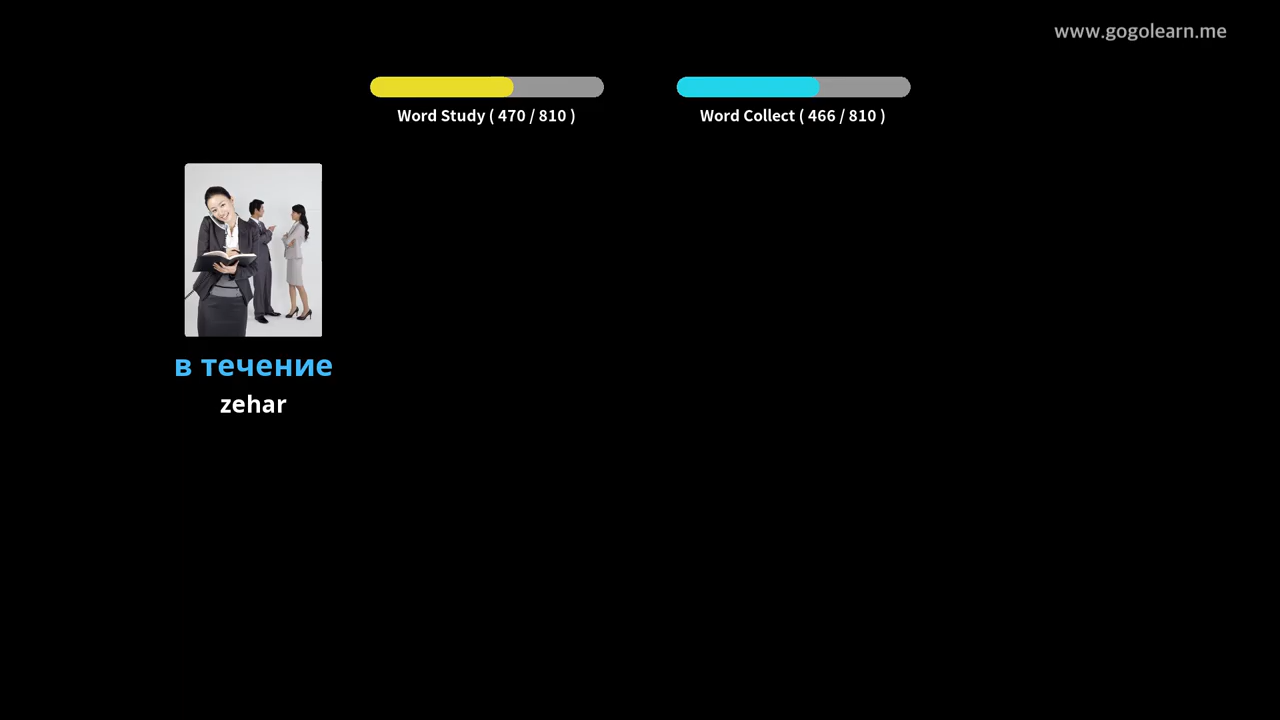 www.gogolearn.me
Word Study ( 470 / 810 )
Word Collect ( 466 / 810 )
в течение
zehar